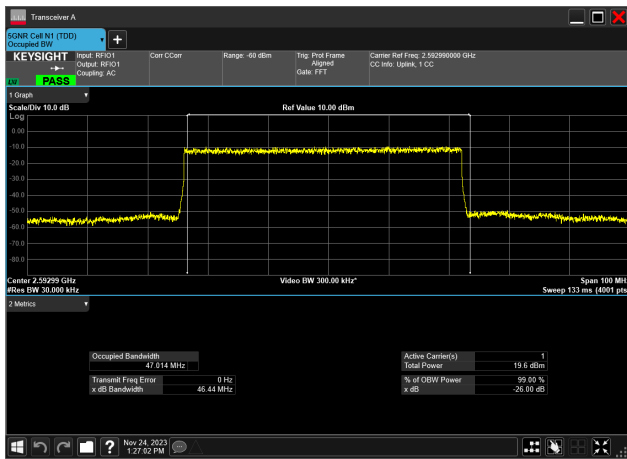 Transceiver A
5GNR Cell N1 (TDD)
Occupied BW
KEYSIGHT
LXI
PASS
Input: RFIO1
Output: RFIO1
Coupling: AC
Corr CCorr
Range: -60 dBm
Trig: Prot Frame
Aligned
Gate: FFT
Carrier Ref Freq: 2.592990000 GHz
CC Info: Uplink, 1 CC
1 Graph
Scale/Div 10.0 dB
Ref Value 10.00 dBm
Log
0.00
-10.0
-20.0
-30.0
-40.0
-50.0
-60.0
-70.0
-80.0
Center 2.59299 GHz
Video BW 300.00 kHz*
Span 100 MHz
#Res BW 30.000 kHz
Sweep 133 ms (4001 pts
2 Metrics
Occupied Bandwidth
47.014 MHz
Transmit Freq Error 0 Hz
x dB Bandwidth 46.44 MHz
Active Carrier(s) 1
Total Power 19.6 dBm
% of OBW Power 99.00 %
x dB -26.00 dB
Nov 24, 2023
1:27:02 PM